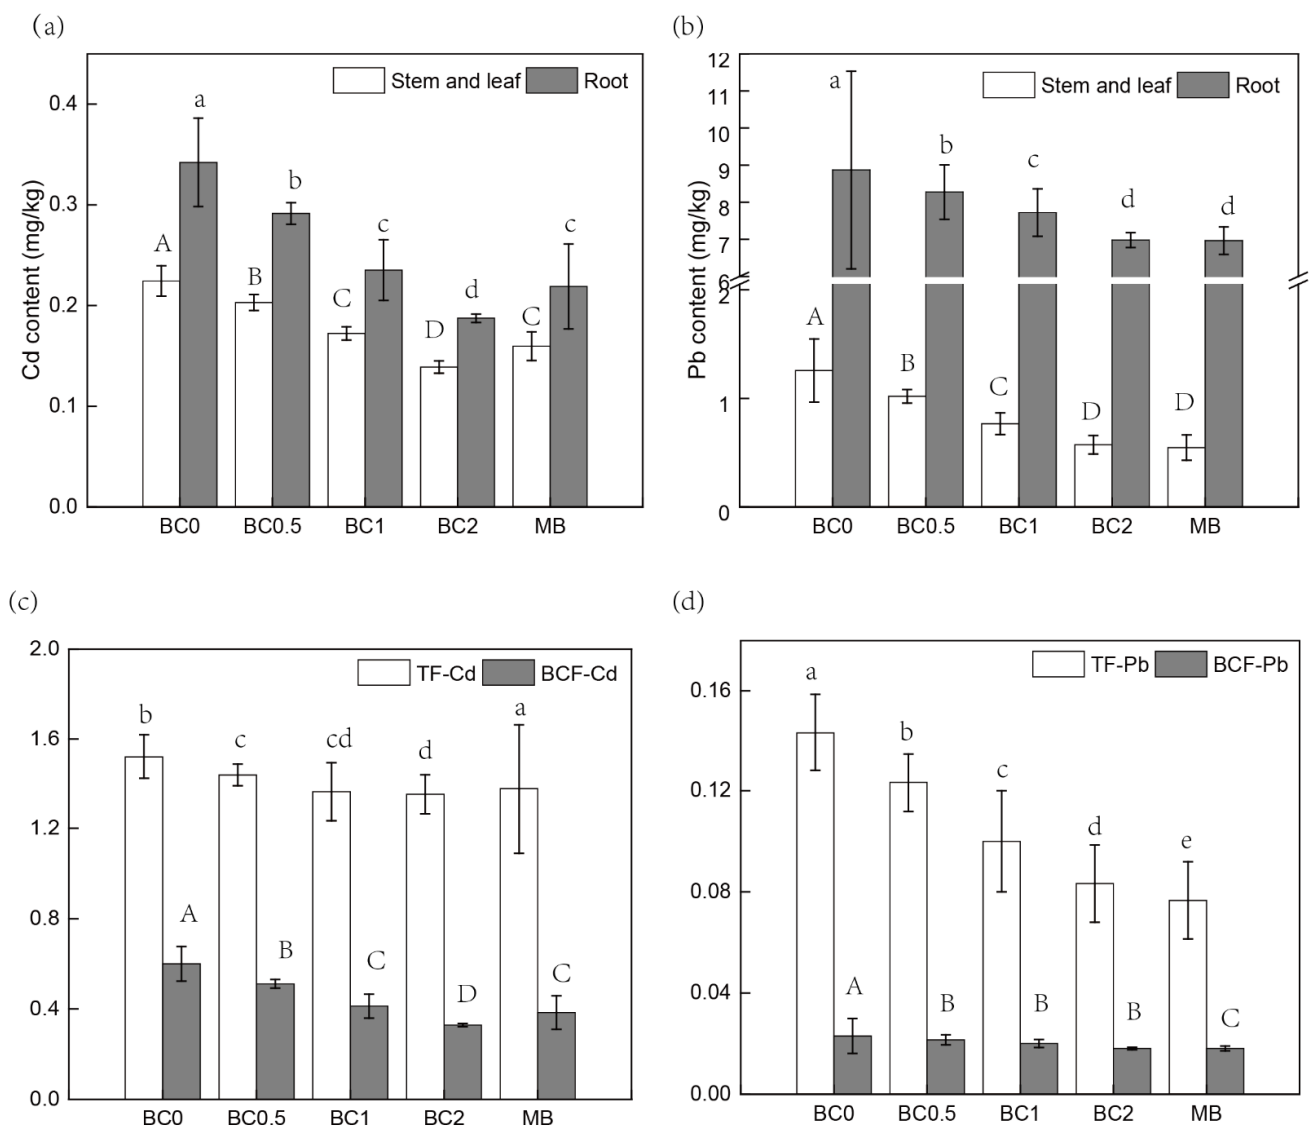 (a)
Stem and leaf Root
Cd content (mg/kg)
0.4
0.3
0.2
0.1
0.0
a
b
c
d
c
A
B
C
D
C
BC0 BC0.5 BC1 BC2 MB
(b)
Stem and leaf Root
Pb content (mg/kg)
12
11
10
9
8
7
6
2
1
0
a
b
c
d
d
A
B
C
D
D
BC0 BC0.5 BC1 BC2 MB
(c)
TF-Cd BCF-Cd
2.0
1.6
1.2
0.8
0.4
0.0
b
c
cd
d
a
A
B
C
D
C
BC0 BC0.5 BC1 BC2 MB
(d)
TF-Pb BCF-Pb
0.16
0.12
0.08
0.04
0.00
a
b
c
d
e
A
B
B
B
C
BC0 BC0.5 BC1 BC2 MB